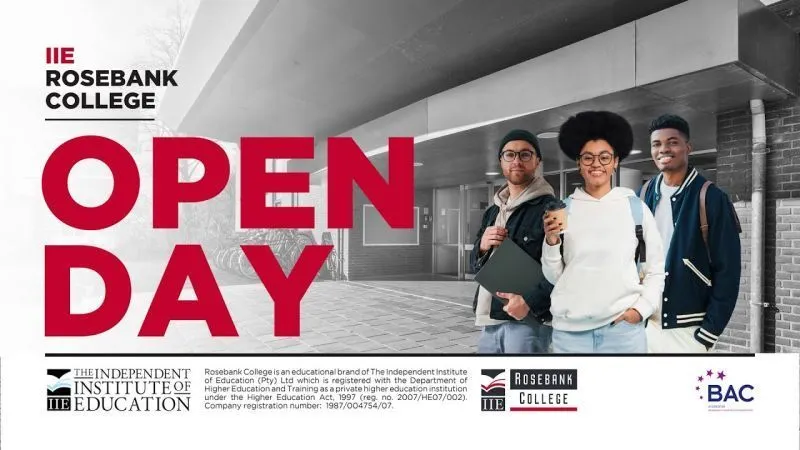 IIE
ROSEBANK
COLLEGE
OPEN
DAY
THE INDEPENDENT
INSTITUTE OF
IIE EDUCATION
Rosebank College is an educational brand of The Independent Institute
of Education (Pty) Ltd which is registered with the Department of
Higher Education and Training as a private higher education institution
under the Higher Education Act, 1997 (reg. no. 2007/HE07/002).
Company registration number: 1987/004754/07.
ROSEBANK
IIE COLLEGE
BAC